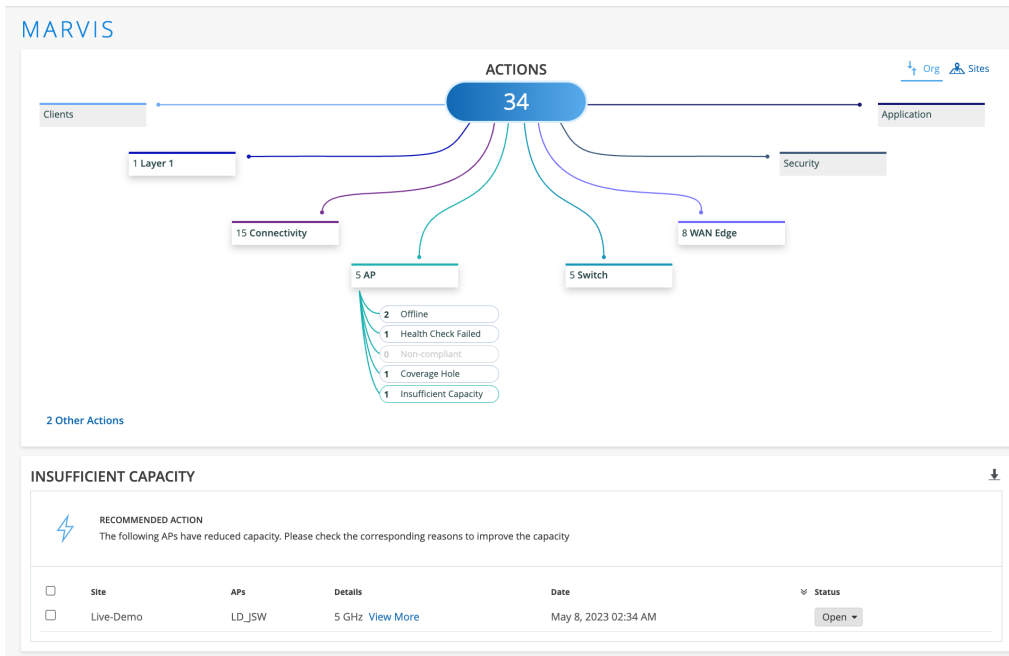 MARVIS
ACTIONS
Org Sites
34
Clients
Application
1 Layer 1
Security
15 Connectivity
8 WAN Edge
5 AP
5 Switch
2 Offline
1 Health Check Failed
0 Non-compliant
1 Coverage Hole
1 Insufficient Capacity
2 Other Actions
INSUFFICIENT CAPACITY
RECOMMENDED ACTION
The following APs have reduced capacity. Please check the corresponding reasons to improve the capacity
Site APs Details Date Status
Live-Demo LD_JSW 5 GHz View More May 8, 2023 02:34 AM Open